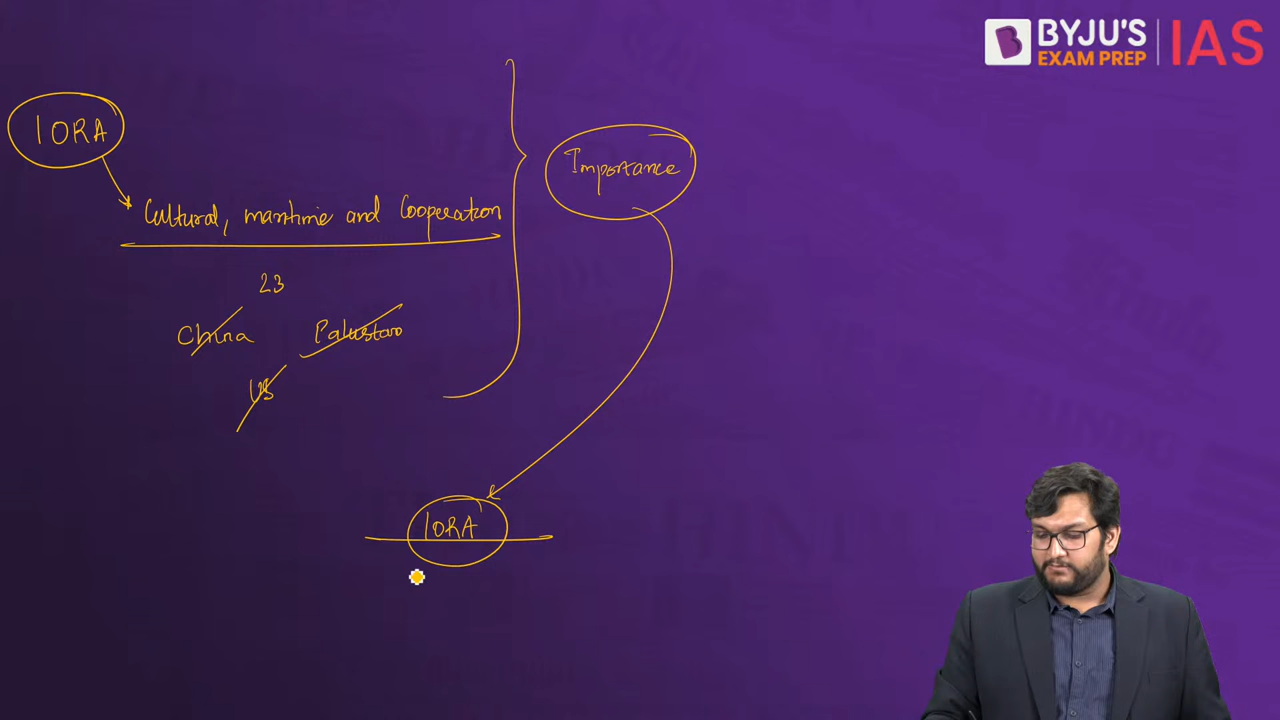 BYJU'S
EXAM PREP
IAS
IORA
Importance
Cultural, maritime and Cooperation
23
China Pakistan
US
IORA